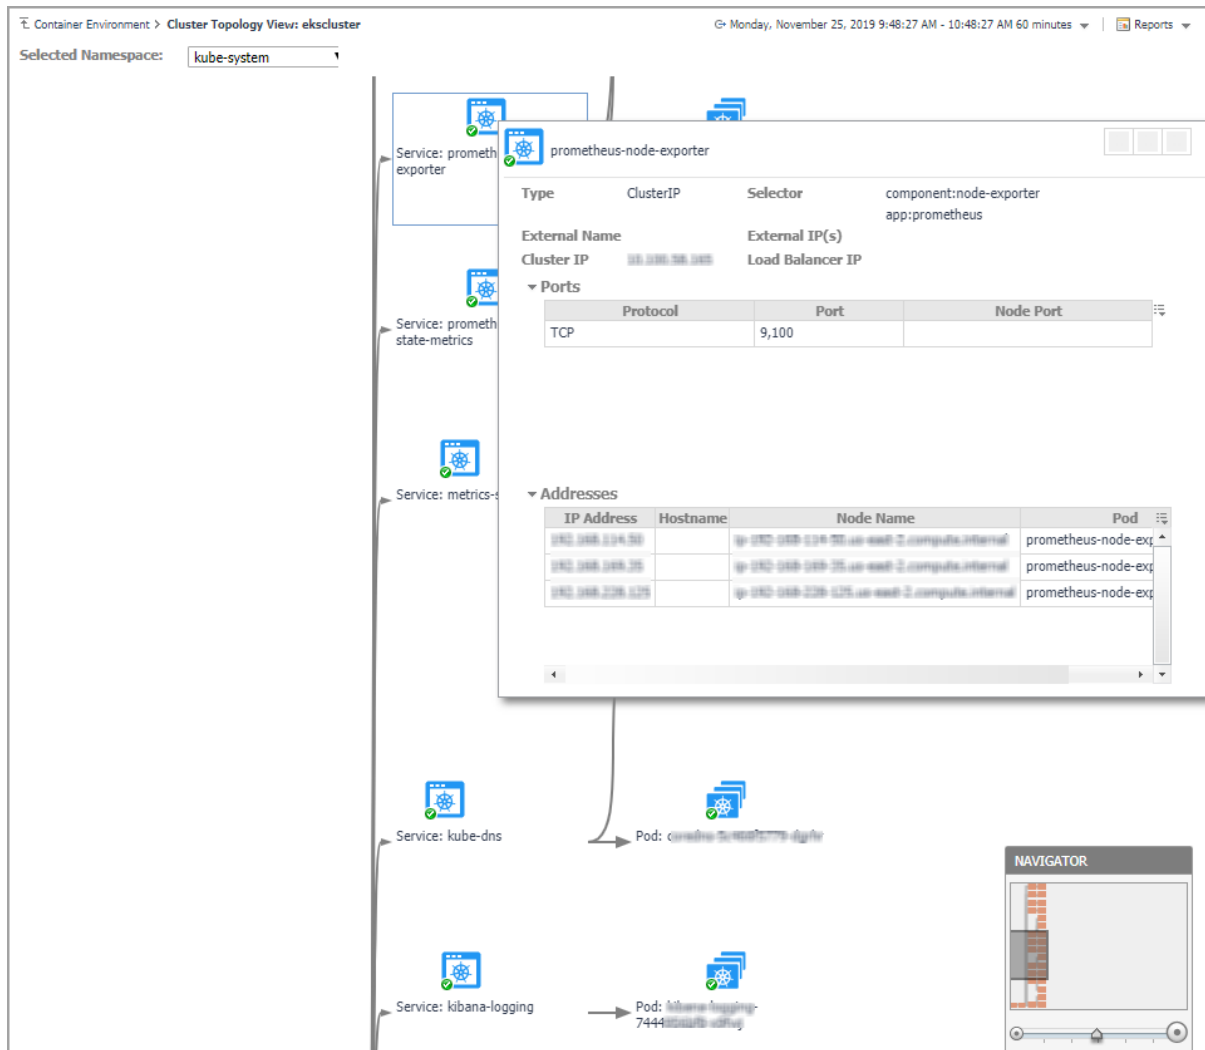 Container Environment > Cluster Topology View: ekscluster
Monday, November 25, 2019 9:48:27 AM - 10:48:27 AM 60 minutes
Reports
Selected Namespace: kube-system
Service: prometh
exporter
prometheus-node-exporter
Type ClusterIP Selector component:node-exporter
app:prometheus
External Name External IP(s)
Cluster IP Load Balancer IP
Ports
Protocol Port Node Port
TCP 9,100
Service: prometh
state-metrics
Service: metrics-s
Addresses
IP Address Hostname Node Name Pod
prometheus-node-exp
prometheus-node-exp
prometheus-node-exp
Service: kube-dns
Pod:
Service: kibana-logging
Pod:
NAVIGATOR